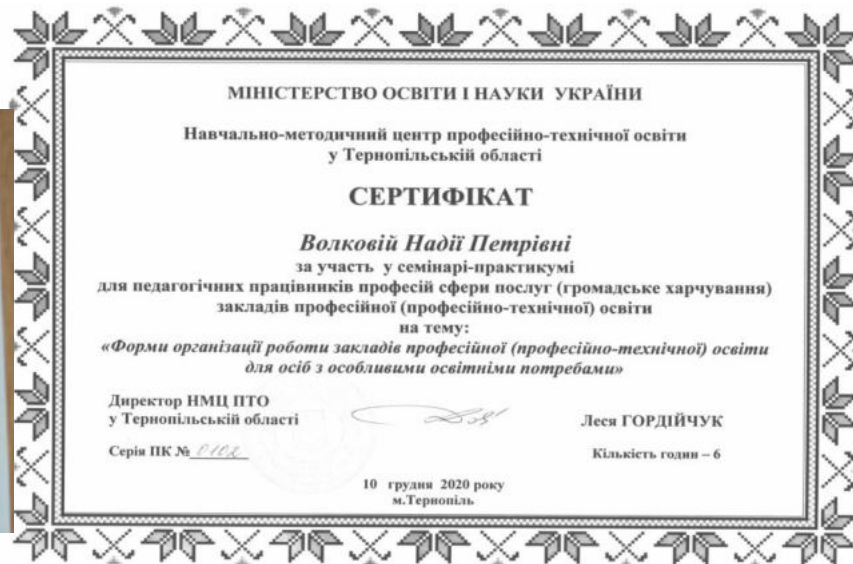 МІНІСТЕРСТВО ОСВІТИ І НАУКИ УКРАЇНИ
Навчально-методичний центр професійно-технічної освіти
у Тернопільській області
СЕРТИФІКАТ
Волковій Надії Петрівні
за участь у семінарі-практикумі
для педагогічних працівників професій сфери послуг (громадське харчування)
закладів професійної (професійно-технічної) освіти
на тему:
«Форми організації роботи закладів професійної (професійно-технічної) освіти
для осіб з особливими освітніми потребами»
Директор НМЦ ПТО
у Тернопільській області
Леся ГОРДІЙЧУК
Серія ПК № 0102
Кількість годин – 6
10 грудня 2020 року
м.Тернопіль